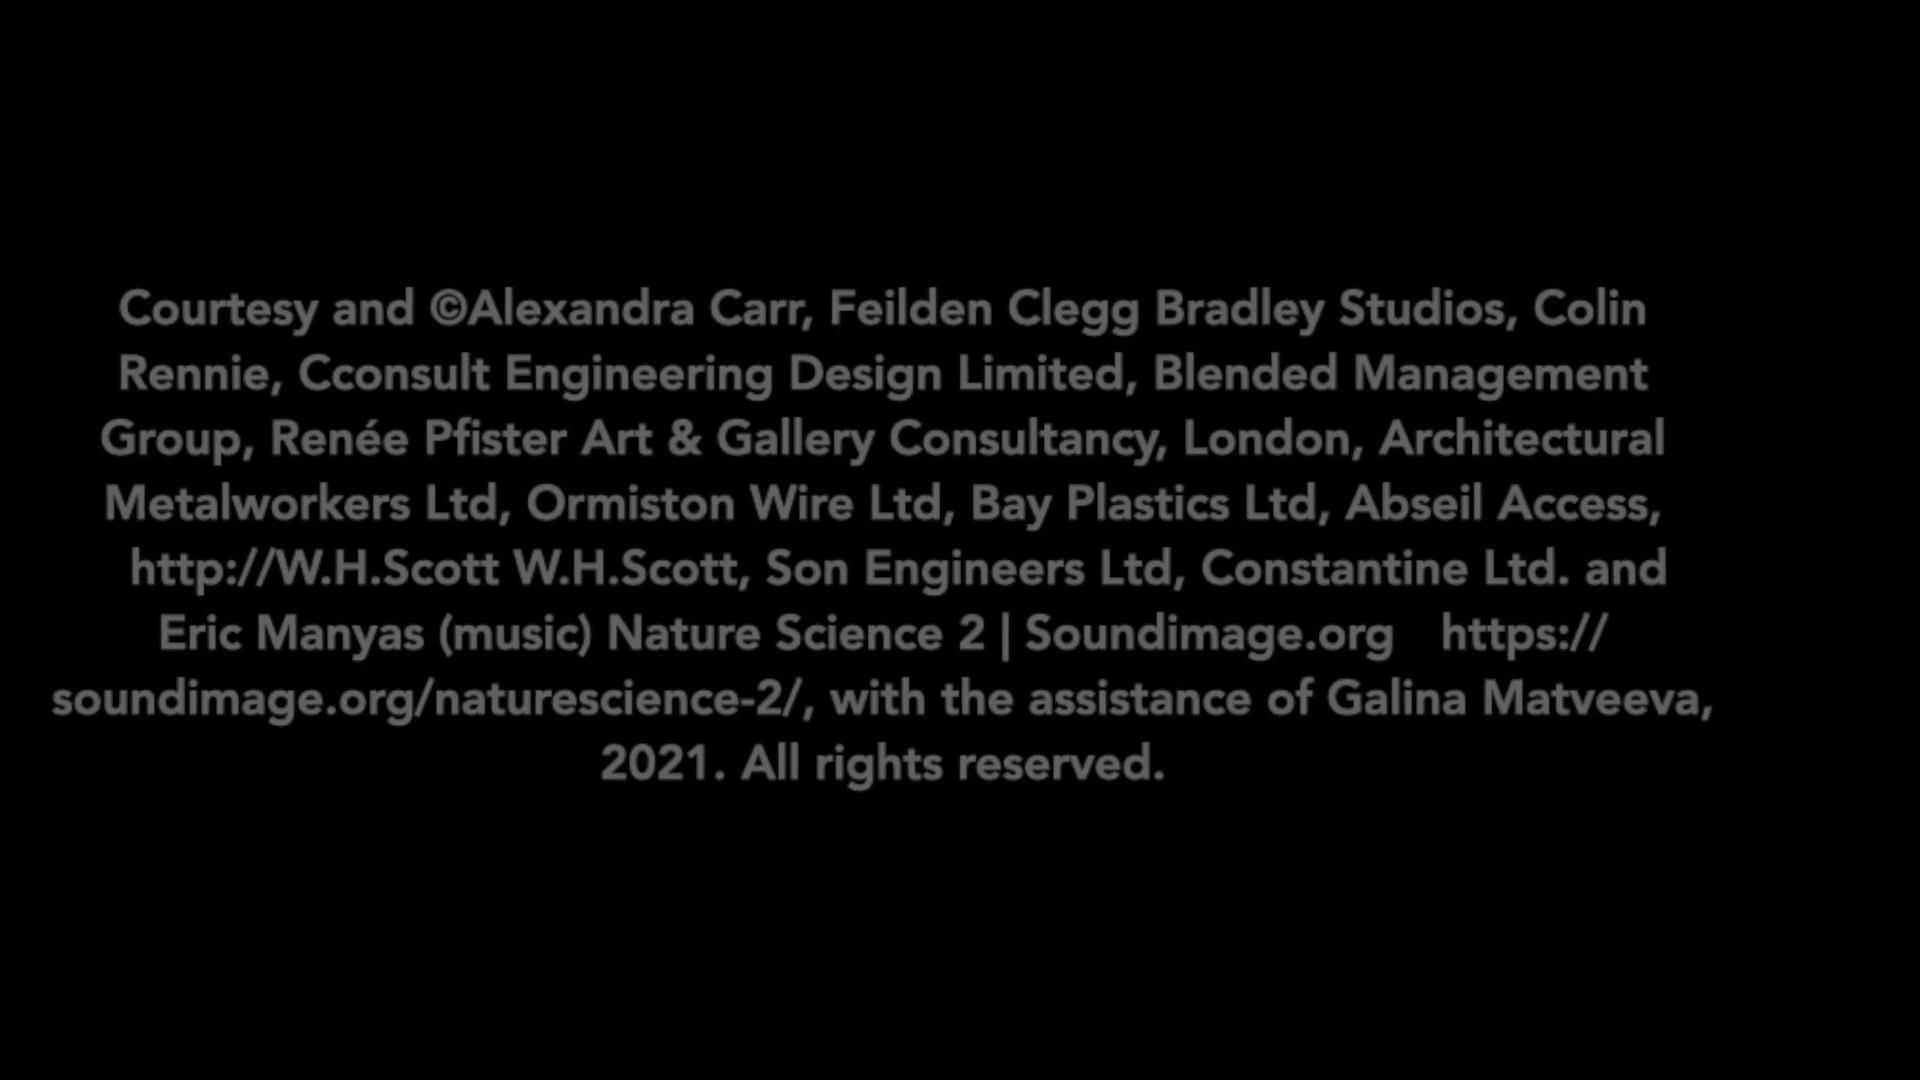 Courtesy and ©Alexandra Carr, Feilden Clegg Bradley Studios, Colin
Rennie, Cconsult Engineering Design Limited, Blended Management
Group, Renée Pfister Art & Gallery Consultancy, London, Architectural
Metalworkers Ltd, Ormiston Wire Ltd, Bay Plastics Ltd, Abseil Access,
http://W.H.Scott W.H.Scott, Son Engineers Ltd, Constantine Ltd. and
Eric Manyas (music) Nature Science 2 | Soundimage.org https://
soundimage.org/naturescience-2/, with the assistance of Galina Matveeva,
2021. All rights reserved.